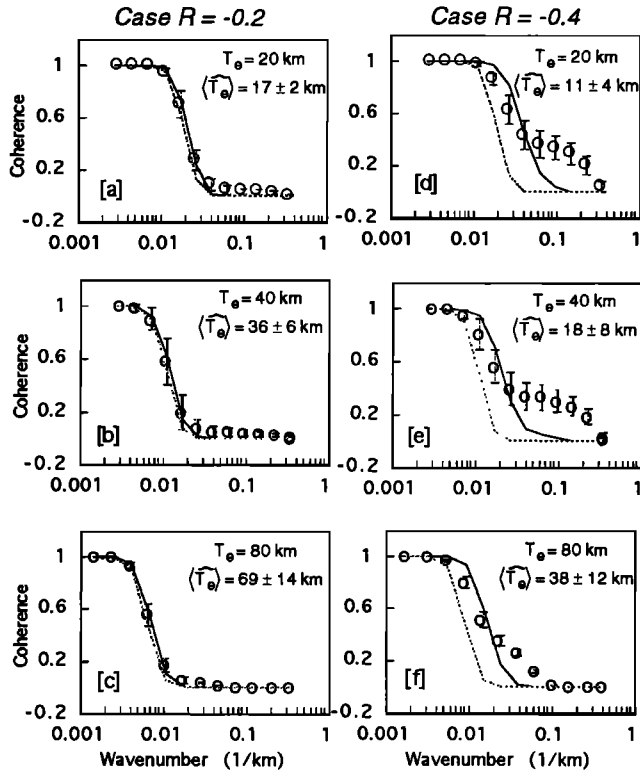 Case R = -0.2
Case R = -0.4
Coherence
1
0.6
0.2
-0.2
T_e = 20 km
⟨T̂_e⟩ = 17 ± 2 km
[a]
0.001 0.01 0.1 1
1
0.6
0.2
-0.2
T_e = 20 km
⟨T̂_e⟩ = 11 ± 4 km
[d]
0.001 0.01 0.1 1
Coherence
1
0.6
0.2
-0.2
T_e = 40 km
⟨T̂_e⟩ = 36 ± 6 km
[b]
0.001 0.01 0.1 1
1
0.6
0.2
-0.2
T_e = 40 km
⟨T̂_e⟩ = 18 ± 8 km
[e]
0.001 0.01 0.1 1
Coherence
1
0.6
0.2
-0.2
T_e = 80 km
⟨T̂_e⟩ = 69 ± 14 km
[c]
0.001 0.01 0.1 1
Wavenumber (1/km)
1
0.6
0.2
-0.2
T_e = 80 km
⟨T̂_e⟩ = 38 ± 12 km
[f]
0.001 0.01 0.1 1
Wavenumber (1/km)